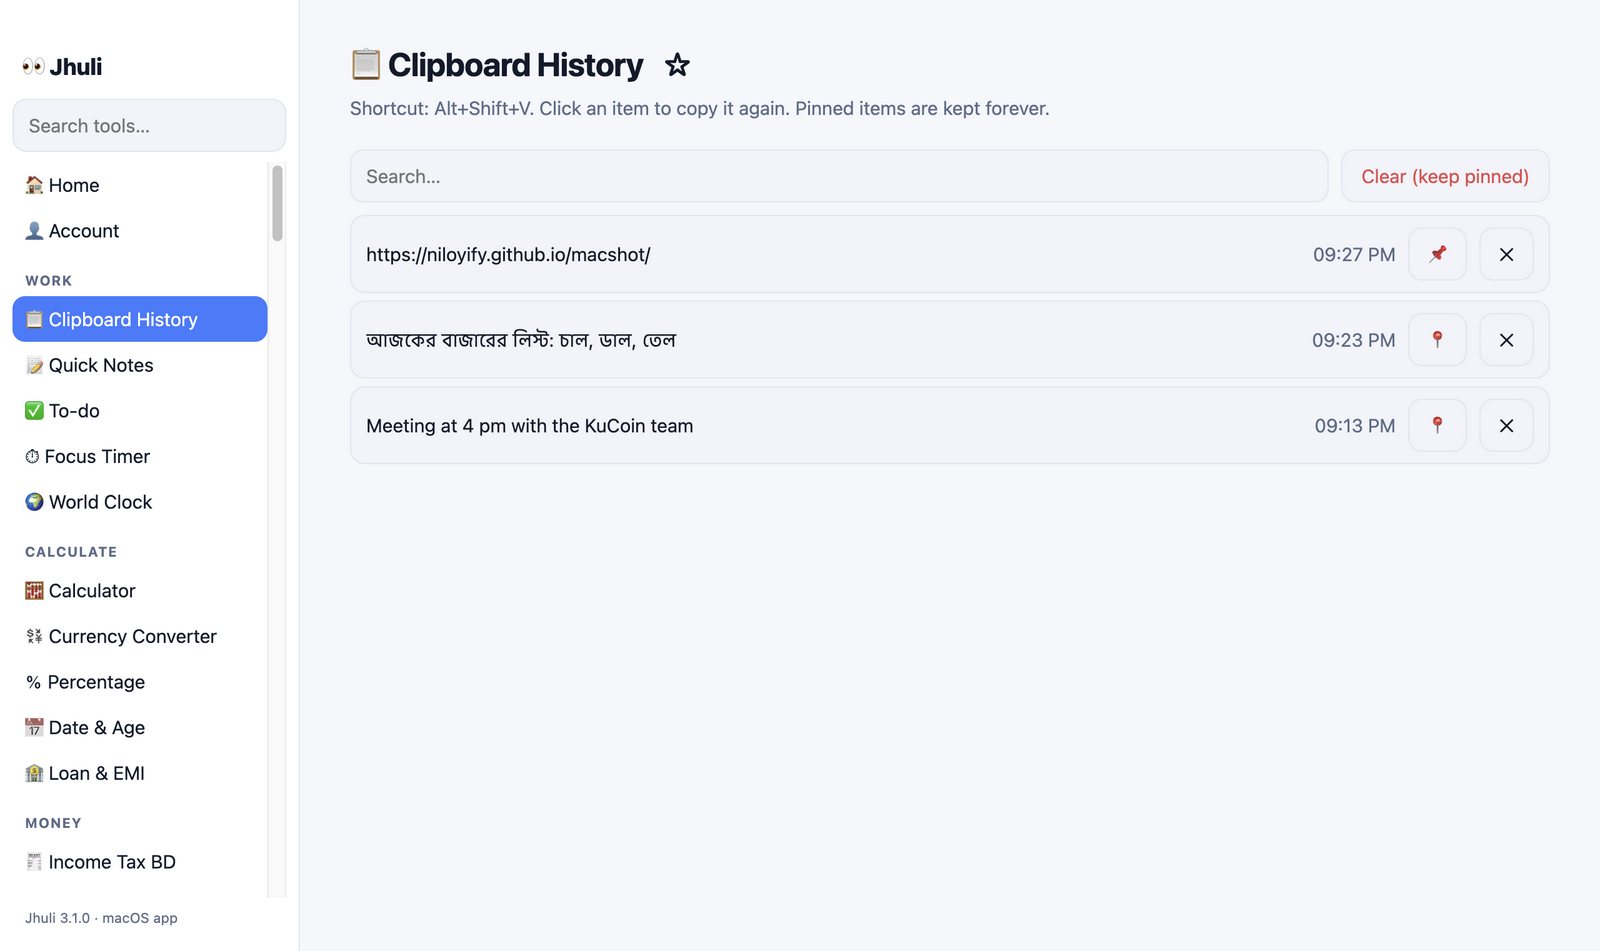 Jhuli
Search tools...
Home
Account
WORK
Clipboard History
Quick Notes
To-do
Focus Timer
World Clock
CALCULATE
Calculator
Currency Converter
% Percentage
Date & Age
Loan & EMI
MONEY
Income Tax BD
Jhuli 3.1.0 · macOS app
Clipboard History
Shortcut: Alt+Shift+V. Click an item to copy it again. Pinned items are kept forever.
Search...
Clear (keep pinned)
https://niloyify.github.io/macshot/ 09:27 PM
আজকের বাজারের লিস্ট: চাল, ডাল, তেল 09:23 PM
Meeting at 4 pm with the KuCoin team 09:13 PM